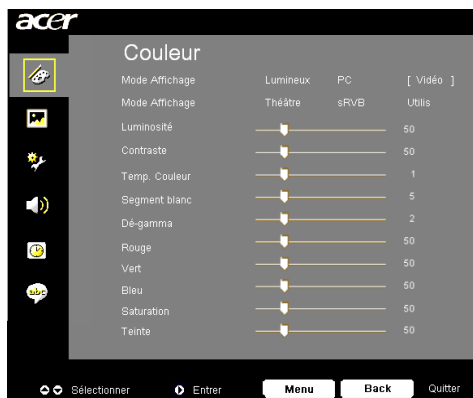 acer
Couleur
Mode Affichage Lumineux PC [ Vidéo ]
Mode Affichage Théâtre sRVB Utilis
Luminosité 50
Contraste 50
Temp. Couleur 1
Segment blanc 5
Dé-gamma 2
Rouge 50
Vert 50
Bleu 50
Saturation 50
Teinte 50
abc
Sélectionner Entrer Menu Back Quitter